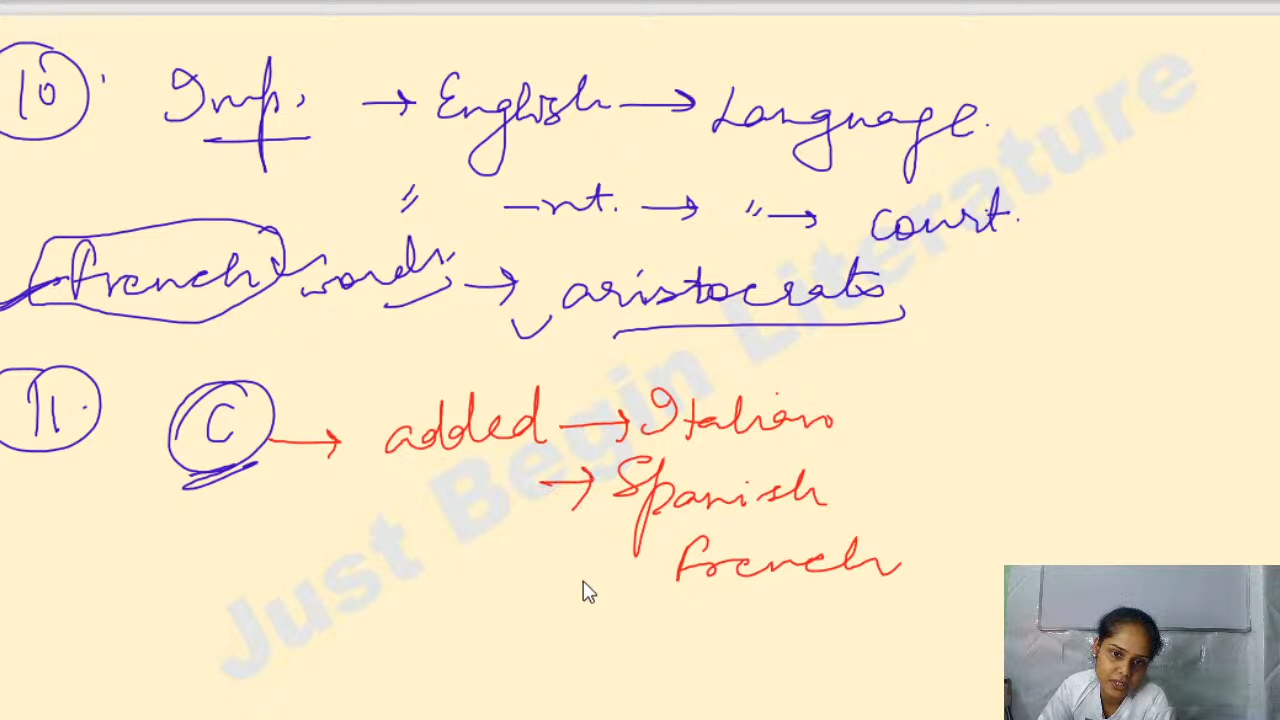 10. Imp. → English → Language.
〃 -nt. → 〃 → court.
French words → aristocrats
11. C → added → Italian
→ Spanish
French
Just Begin Literature